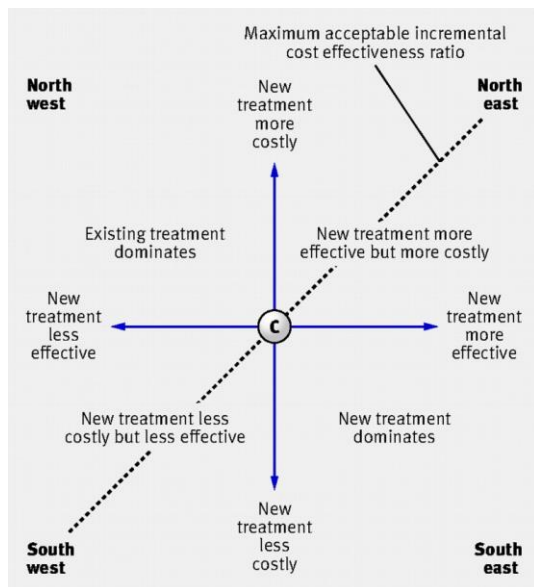 Maximum acceptable incremental
cost effectiveness ratio
North
west
New
treatment
more
costly
North
east
Existing treatment
dominates
New treatment more
effective but more costly
New
treatment
less
effective
C
New
treatment
more
effective
New treatment less
costly but less effective
New treatment
dominates
South
west
New
treatment
less
costly
South
east